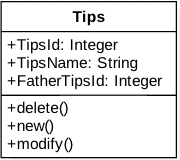 Tips
+TipsId: Integer
+TipsName: String
+FatherTipsId: Integer
+delete()
+new()
+modify()